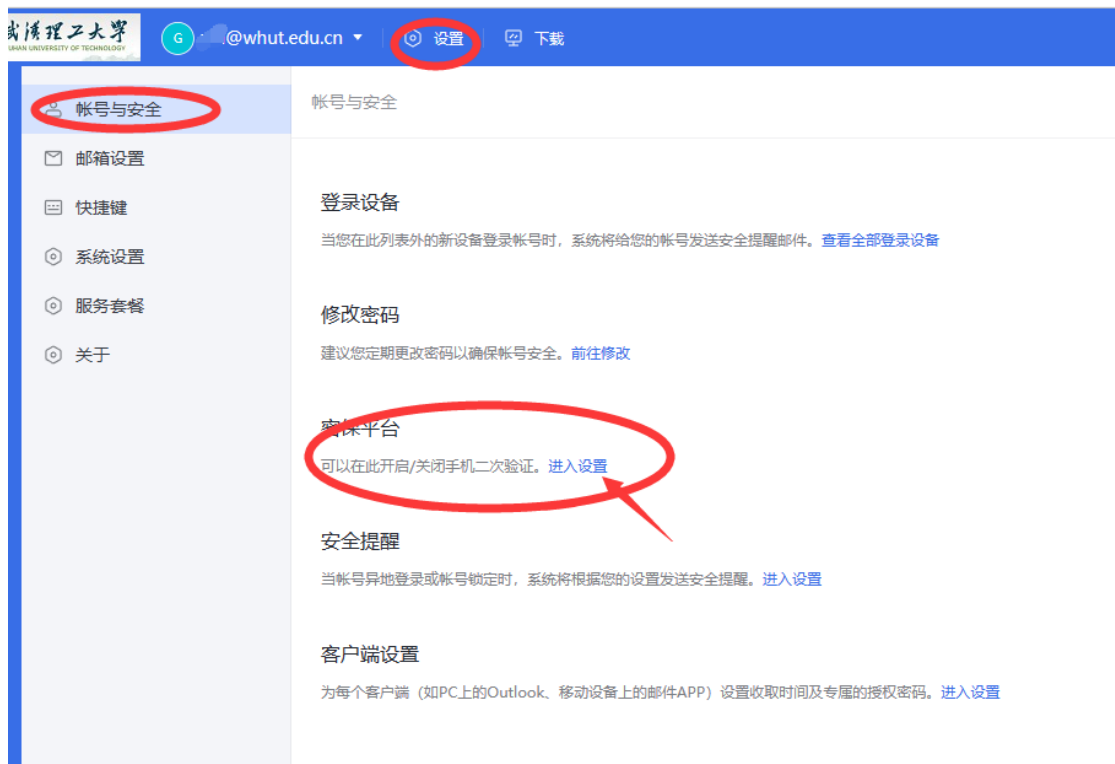 武汉理工大学
WUHAN UNIVERSITY OF TECHNOLOGY
G
@whut.edu.cn
设置
下载
帐号与安全
邮箱设置
快捷键
系统设置
服务套餐
关于
帐号与安全
登录设备
当您在此列表外的新设备登录帐号时，系统将给您的帐号发送安全提醒邮件。查看全部登录设备
修改密码
建议您定期更改密码以确保帐号安全。前往修改
密保平台
可以在此开启/关闭手机二次验证。进入设置
安全提醒
当帐号异地登录或帐号锁定时，系统将根据您的设置发送安全提醒。进入设置
客户端设置
为每个客户端（如PC上的Outlook、移动设备上的邮件APP）设置收取时间及专属的授权密码。进入设置